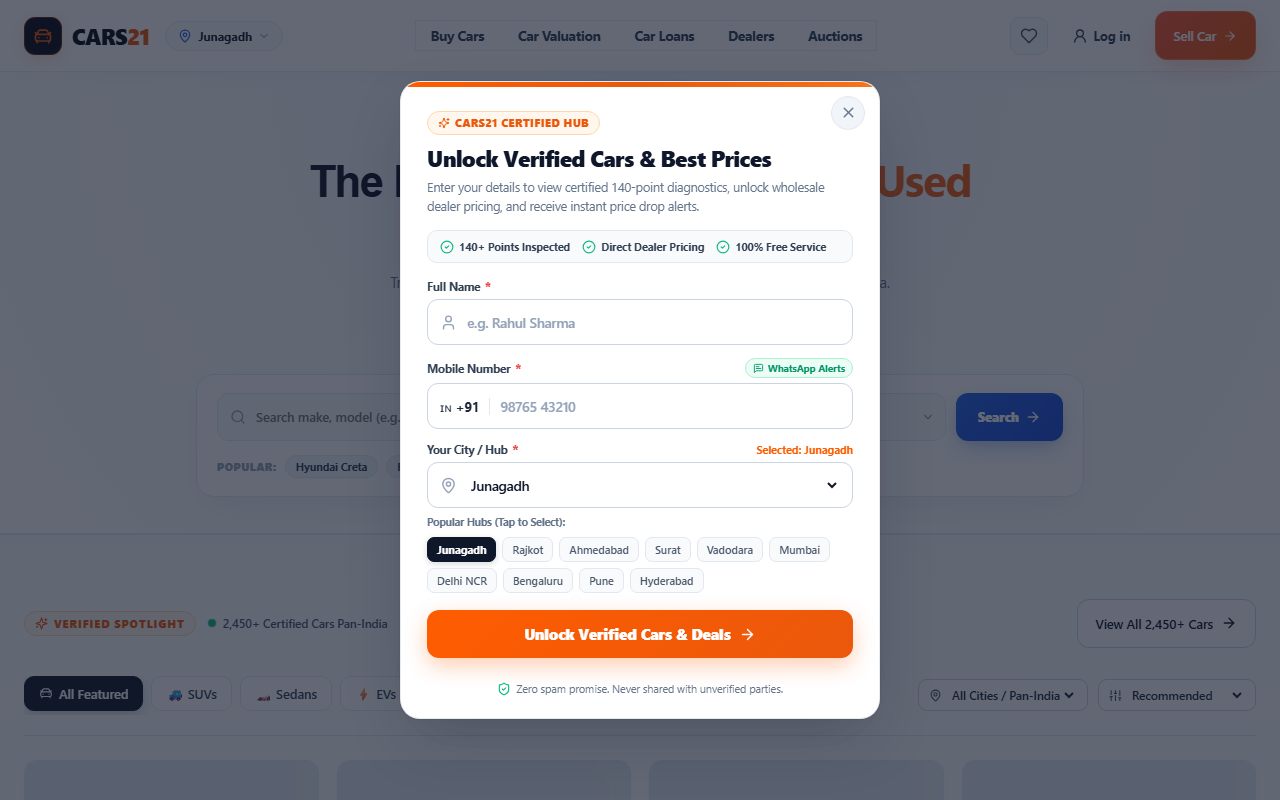 CARS21
Junagadh
Buy Cars
Car Valuation
Car Loans
Dealers
Auctions
Log in
Sell Car
The
Used
CARS21 CERTIFIED HUB
Unlock Verified Cars & Best Prices
Enter your details to view certified 140-point diagnostics, unlock wholesale
dealer pricing, and receive instant price drop alerts.
140+ Points Inspected
Direct Dealer Pricing
100% Free Service
Full Name *
e.g. Rahul Sharma
Mobile Number *
WhatsApp Alerts
IN +91
98765 43210
Your City / Hub *
Selected: Junagadh
Junagadh
Popular Hubs (Tap to Select):
Junagadh
Rajkot
Ahmedabad
Surat
Vadodara
Mumbai
Delhi NCR
Bengaluru
Pune
Hyderabad
Unlock Verified Cars & Deals
Zero spam promise. Never shared with unverified parties.
Search make, model (e.g.
Search
POPULAR:
Hyundai Creta
VERIFIED SPOTLIGHT
2,450+ Certified Cars Pan-India
View All 2,450+ Cars
All Featured
SUVs
Sedans
EVs
All Cities / Pan-India
Recommended